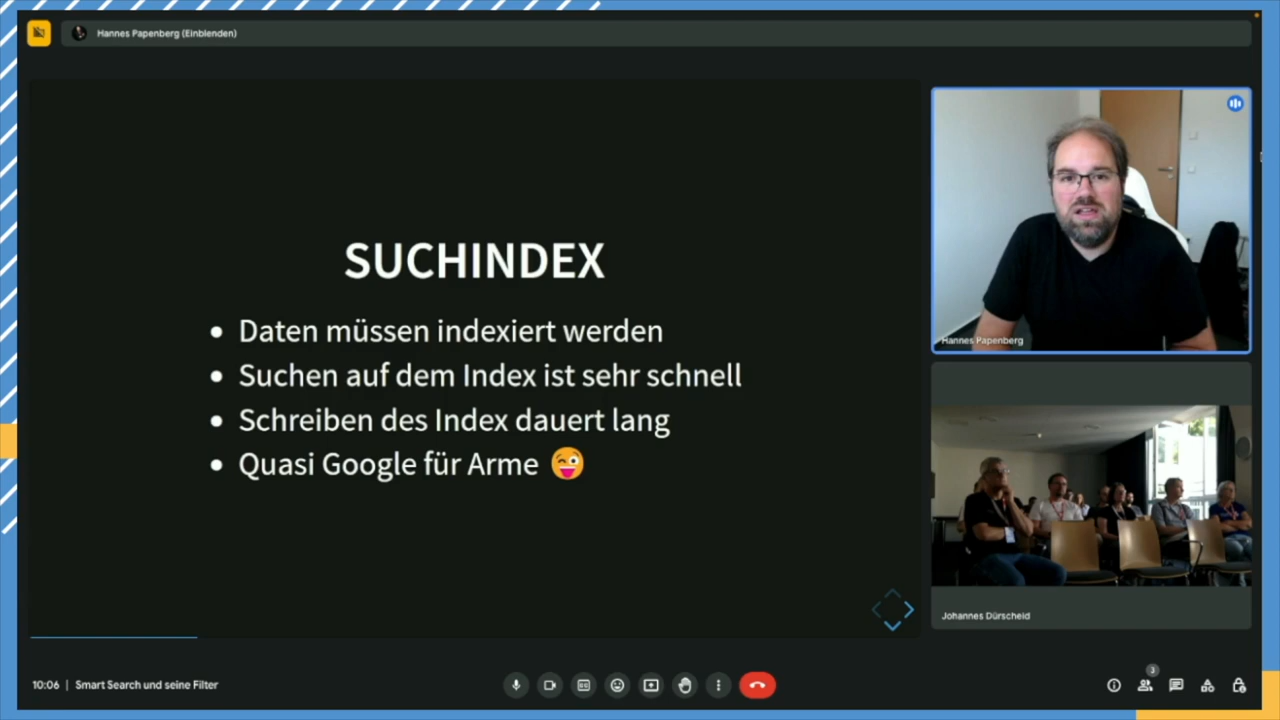 Hannes Papenberg (Einblenden)
SUCHINDEX
• Daten müssen indexiert werden
• Suchen auf dem Index ist sehr schnell
• Schreiben des Index dauert lang
• Quasi Google für Arme 😜
Hannes Papenberg
Johannes Dürscheid
10:06 | Smart Search und seine Filter
3